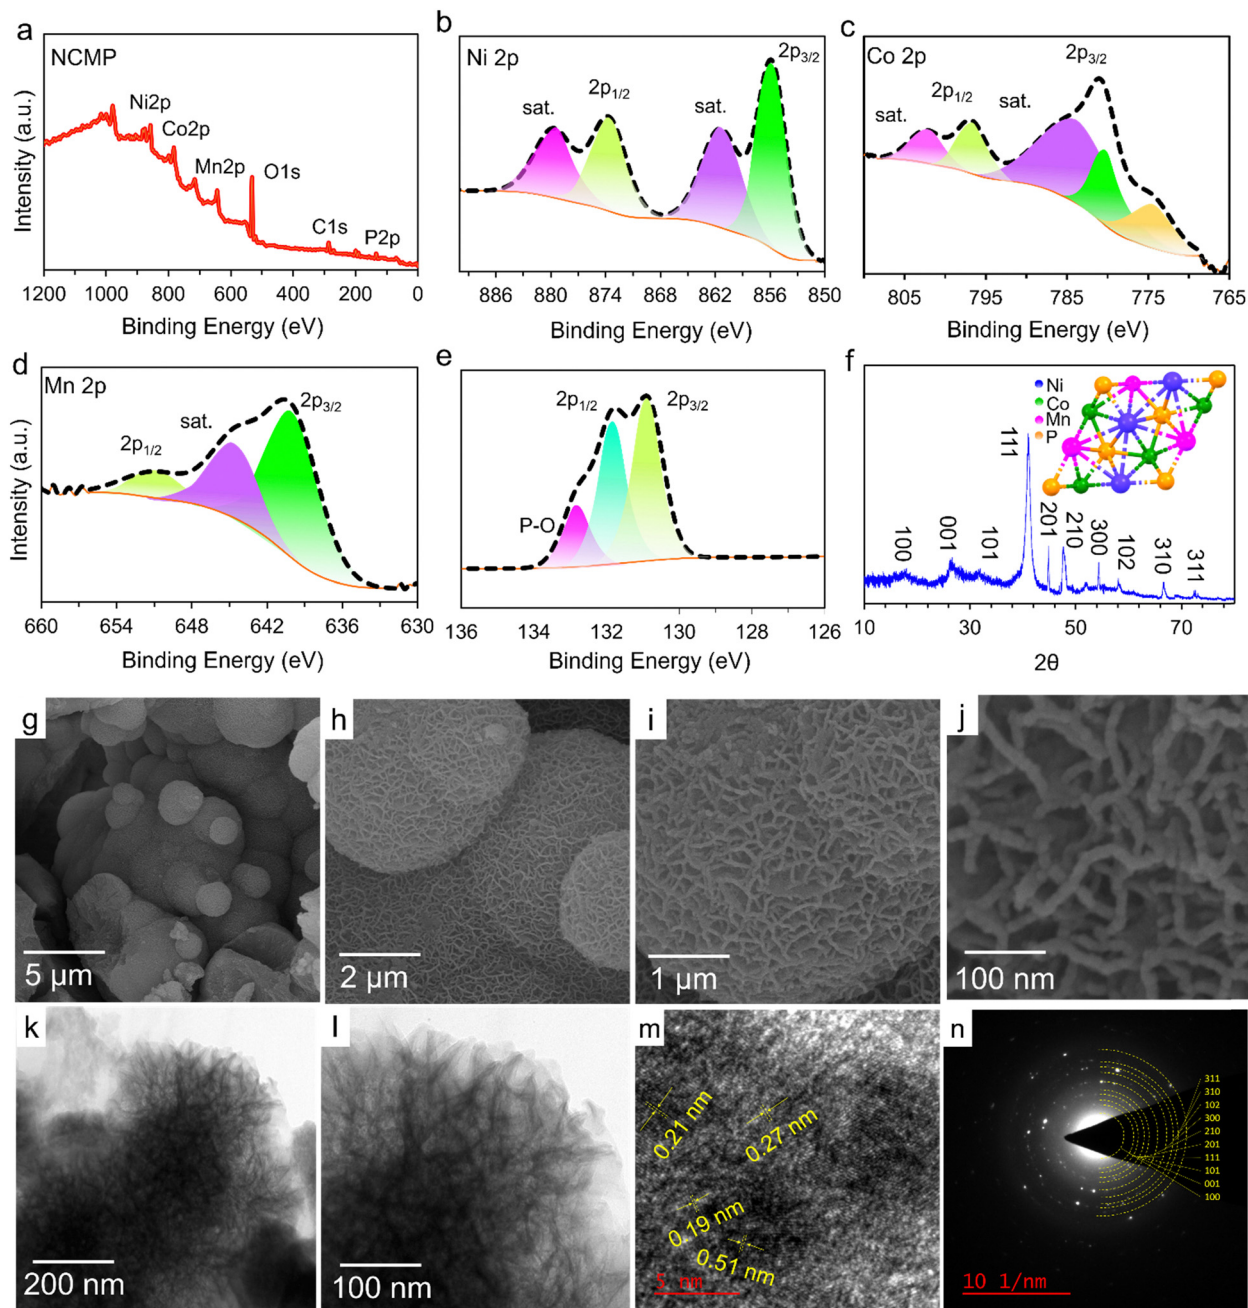 a
NCMP
Ni2p
Co2p
Mn2p
O1s
C1s
P2p
Intensity (a.u.)
1200 1000 800 600 400 200 0
Binding Energy (eV)
b
Ni 2p
2p3/2
2p1/2
sat.
sat.
886 880 874 868 862 856 850
Binding Energy (eV)
c
Co 2p
2p3/2
sat.
2p1/2
sat.
805 795 785 775 765
Binding Energy (eV)
d
Mn 2p
2p3/2
sat.
2p1/2
Intensity (a.u.)
660 654 648 642 636 630
Binding Energy (eV)
e
2p1/2
2p3/2
P-O
136 134 132 130 128 126
Binding Energy (eV)
f
Ni
Co
Mn
P
100
001
101
111
201
210
300
102
310
311
10 30 50 70
2θ
g
5 µm
h
2 µm
i
1 µm
j
100 nm
k
200 nm
l
100 nm
m
0.21 nm
0.27 nm
0.19 nm
0.51 nm
5 nm
n
311
310
102
300
210
201
111
101
001
100
10 1/nm